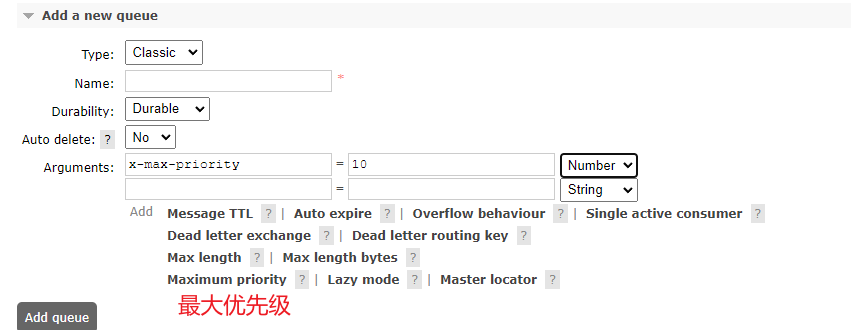 Add a new queue
Type: Classic
Name: *
Durability: Durable
Auto delete: ? No
Arguments: x-max-priority = 10 Number
= String
Add Message TTL ? | Auto expire ? | Overflow behaviour ? | Single active consumer ?
Dead letter exchange ? | Dead letter routing key ?
Max length ? | Max length bytes ?
Maximum priority ? | Lazy mode ? | Master locator ?
最大优先级
Add queue